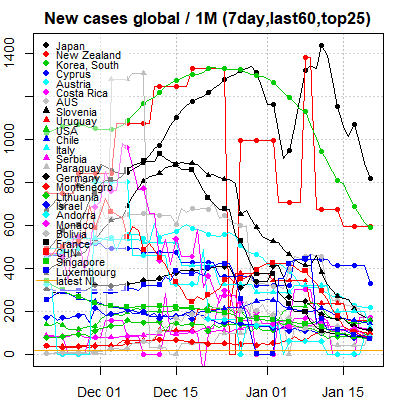 New cases global / 1M (7day,last60,top25)
Japan
New Zealand
Korea, South
Cyprus
Austria
Costa Rica
AUS
Slovenia
Uruguay
USA
Chile
Italy
Serbia
Paraguay
Germany
Montenegro
Lithuania
Israel
Andorra
Monaco
Bolivia
France
CHN
Singapore
Luxembourg
latest N
0 200 400 600 800 1000 1400
Dec 01 Dec 15 Jan 01 Jan 15